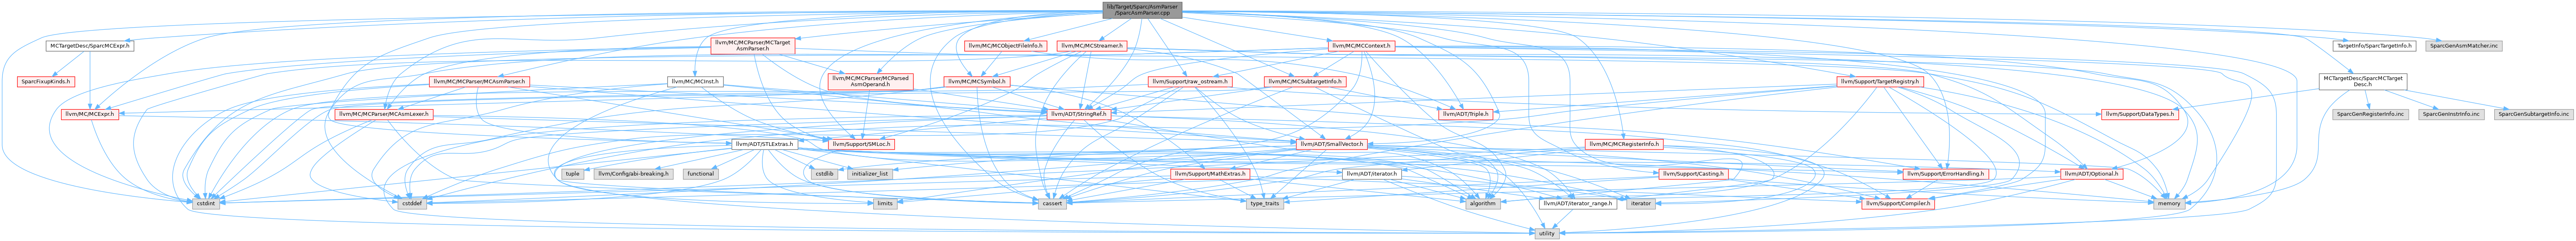 lib/Target/Sparc/AsmParser
/SparcAsmParser.cpp
MCTargetDesc/SparcMCExpr.h
llvm/MC/MCParser/MCTarget
AsmParser.h
llvm/MC/MCObjectFileInfo.h
llvm/MC/MCStreamer.h
llvm/MC/MCContext.h
TargetInfo/SparcTargetInfo.h
SparcGenAsmMatcher.inc
SparcFixupKinds.h
llvm/MC/MCParser/MCAsmParser.h
llvm/MC/MCInst.h
llvm/MC/MCParser/MCParsed
AsmOperand.h
llvm/MC/MCSymbol.h
llvm/Support/raw_ostream.h
llvm/MC/MCSubtargetInfo.h
llvm/Support/TargetRegistry.h
MCTargetDesc/SparcMCTarget
Desc.h
llvm/MC/MCExpr.h
llvm/MC/MCParser/MCAsmLexer.h
llvm/ADT/StringRef.h
llvm/ADT/Triple.h
llvm/Support/DataTypes.h
SparcGenRegisterInfo.inc
SparcGenInstrInfo.inc
SparcGenSubtargetInfo.inc
llvm/ADT/STLExtras.h
llvm/Support/SMLoc.h
llvm/ADT/SmallVector.h
llvm/MC/MCRegisterInfo.h
tuple
llvm/Config/abi-breaking.h
functional
cstdlib
initializer_list
llvm/Support/MathExtras.h
llvm/ADT/iterator.h
llvm/Support/Casting.h
llvm/Support/ErrorHandling.h
llvm/ADT/Optional.h
cstdint
cstddef
limits
cassert
type_traits
algorithm
llvm/ADT/iterator_range.h
iterator
llvm/Support/Compiler.h
memory
utility